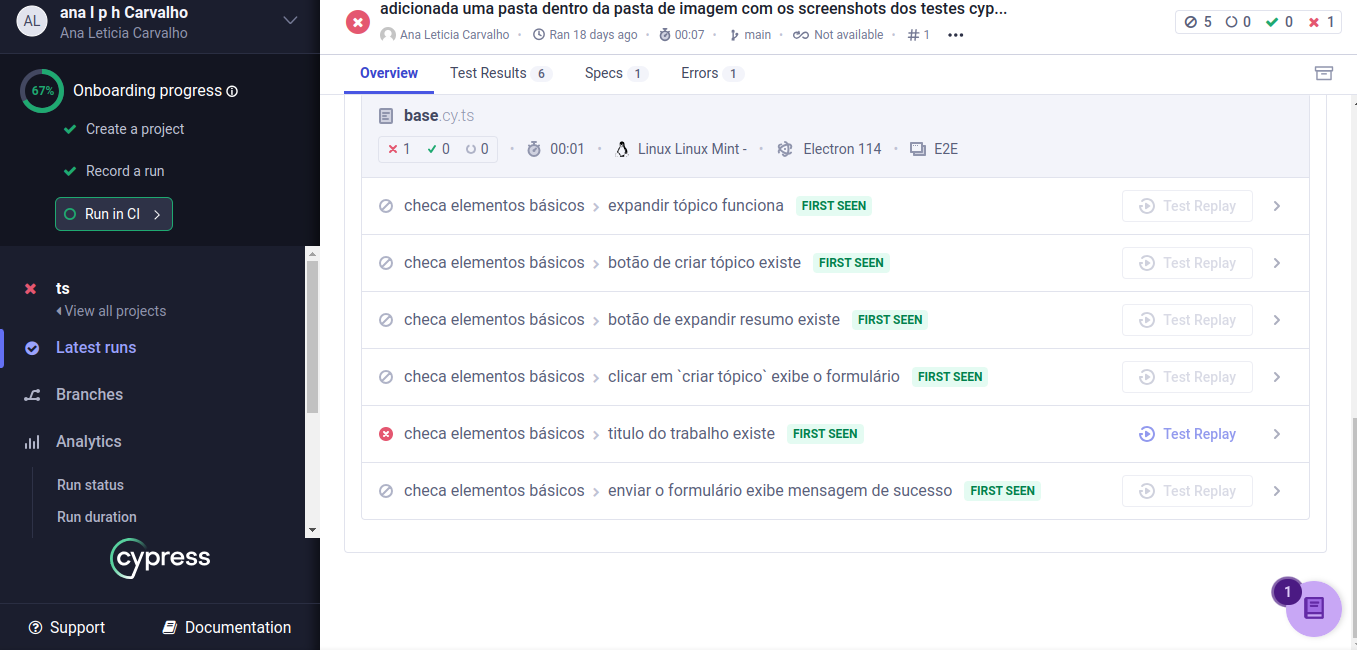 AL
ana l p h Carvalho
Ana Leticia Carvalho
67%
Onboarding progress
Create a project
Record a run
Run in CI
ts
View all projects
Latest runs
Branches
Analytics
Run status
Run duration
cypress
Support
Documentation
adicionada uma pasta dentro da pasta de imagem com os screenshots dos testes cyp...
Ana Leticia Carvalho · Ran 18 days ago · 00:07 · main · Not available · # 1 ...
5 0 0 1
Overview Test Results 6 Specs 1 Errors 1
base.cy.ts
1 0 0 · 00:01 · Linux Linux Mint - · Electron 114 · E2E
checa elementos básicos > expandir tópico funciona FIRST SEEN Test Replay
checa elementos básicos > botão de criar tópico existe FIRST SEEN Test Replay
checa elementos básicos > botão de expandir resumo existe FIRST SEEN Test Replay
checa elementos básicos > clicar em `criar tópico` exibe o formulário FIRST SEEN Test Replay
checa elementos básicos > titulo do trabalho existe FIRST SEEN Test Replay
checa elementos básicos > enviar o formulário exibe mensagem de sucesso FIRST SEEN Test Replay
1